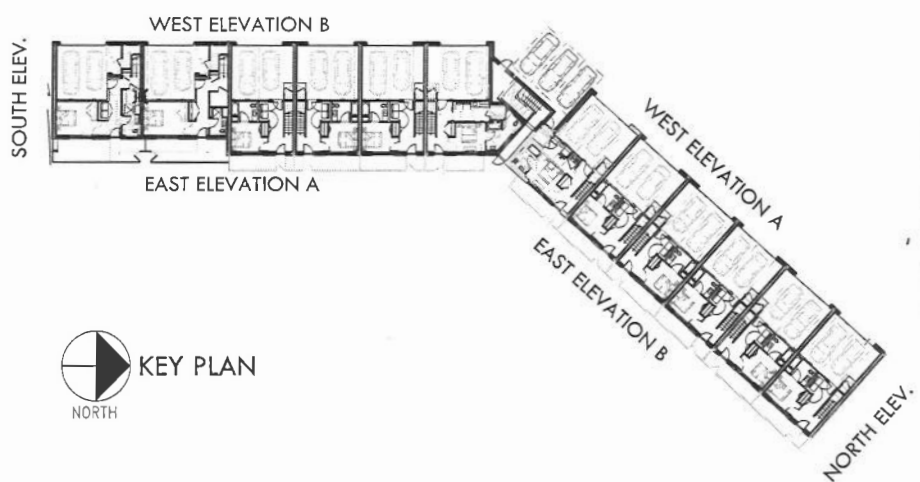 WEST ELEVATION B
SOUTH ELEV.
EAST ELEVATION A
WEST ELEVATION A
EAST ELEVATION B
NORTH ELEV.
KEY PLAN
NORTH